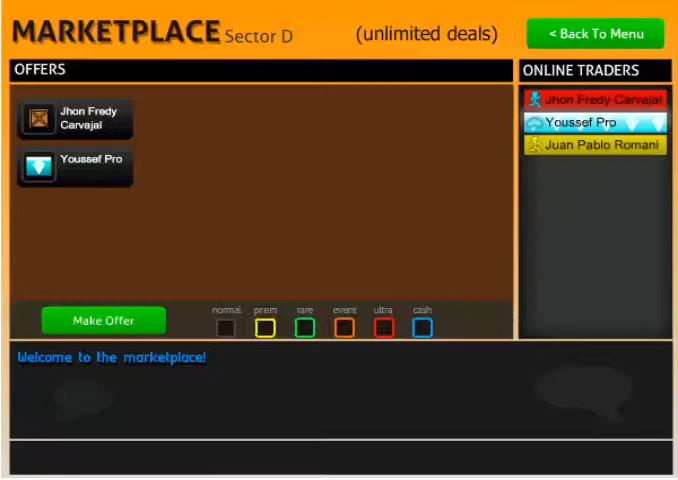 MARKETPLACE Sector D
(unlimited deals)
< Back To Menu
OFFERS
ONLINE TRADERS
Jhon Fredy
Carvajal
Youssef Pro
Jhon Fredy Carvajal
Youssef Pro
Juan Pablo Romani
Make Offer
normal prem rare event ultra cash
Welcome to the marketplace!